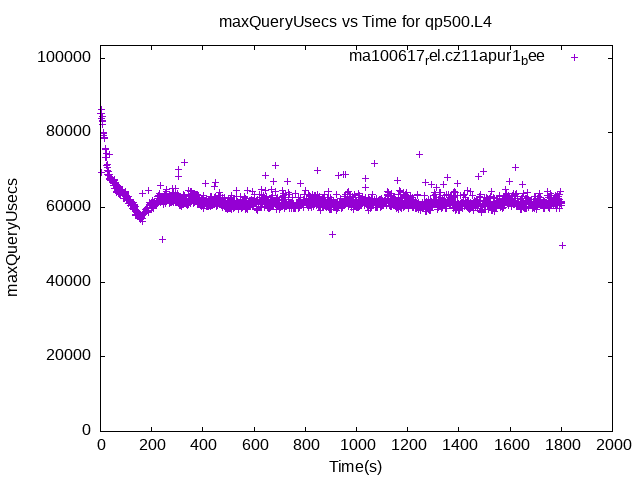 maxQueryUsecs vs Time for qp500.L4
ma100617rel.cz11apur1bee
100000
80000
60000
40000
20000
0
maxQueryUsecs
0 200 400 600 800 1000 1200 1400 1600 1800 2000
Time(s)